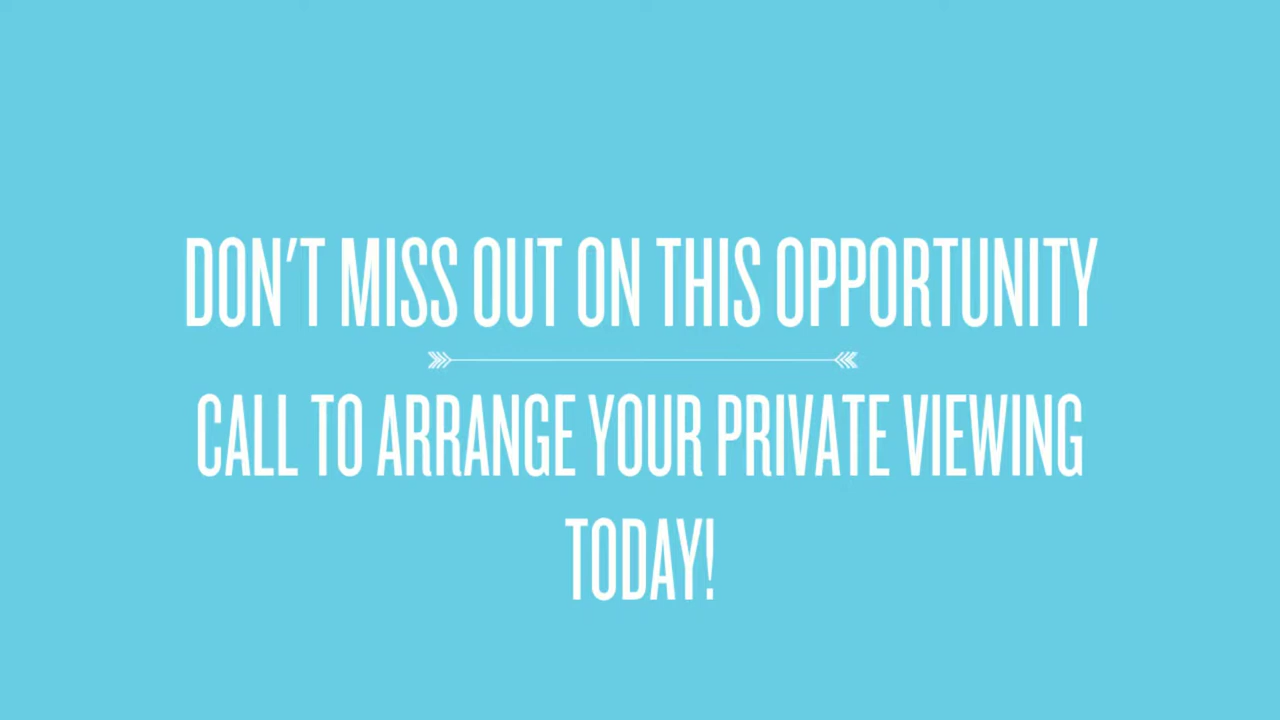 DON'T MISS OUT ON THIS OPPORTUNITY
CALL TO ARRANGE YOUR PRIVATE VIEWING
TODAY!